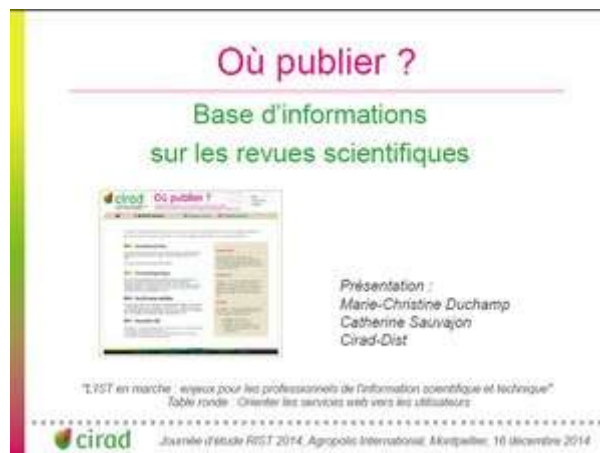 Où publier ?
Base d'informations
sur les revues scientifiques
cirad Où publier ?
Présentation :
Marie-Christine Duchamp
Catherine Sauvajon
Cirad-Dist
"L'IST en marche : enjeux pour les professionnels de l'information scientifique et technique"
Table ronde : Orienter les services web vers les utilisateurs
cirad
Journée d'étude RIST 2014, Agropolis International, Montpellier, 16 décembre 2014